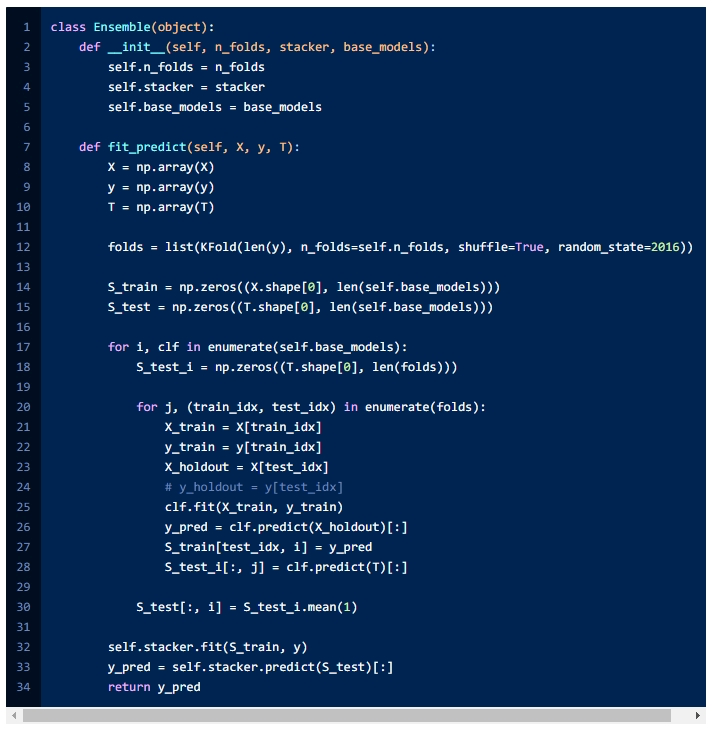 1 class Ensemble(object):
2     def __init__(self, n_folds, stacker, base_models):
3         self.n_folds = n_folds
4         self.stacker = stacker
5         self.base_models = base_models
6
7     def fit_predict(self, X, y, T):
8         X = np.array(X)
9         y = np.array(y)
10         T = np.array(T)
11
12         folds = list(KFold(len(y), n_folds=self.n_folds, shuffle=True, random_state=2016))
13
14         S_train = np.zeros((X.shape[0], len(self.base_models)))
15         S_test = np.zeros((T.shape[0], len(self.base_models)))
16
17         for i, clf in enumerate(self.base_models):
18             S_test_i = np.zeros((T.shape[0], len(folds)))
19
20             for j, (train_idx, test_idx) in enumerate(folds):
21                 X_train = X[train_idx]
22                 y_train = y[train_idx]
23                 X_holdout = X[test_idx]
24                 # y_holdout = y[test_idx]
25                 clf.fit(X_train, y_train)
26                 y_pred = clf.predict(X_holdout)[:]
27                 S_train[test_idx, i] = y_pred
28                 S_test_i[:, j] = clf.predict(T)[:]
29
30             S_test[:, i] = S_test_i.mean(1)
31
32         self.stacker.fit(S_train, y)
33         y_pred = self.stacker.predict(S_test)[:]
34         return y_pred